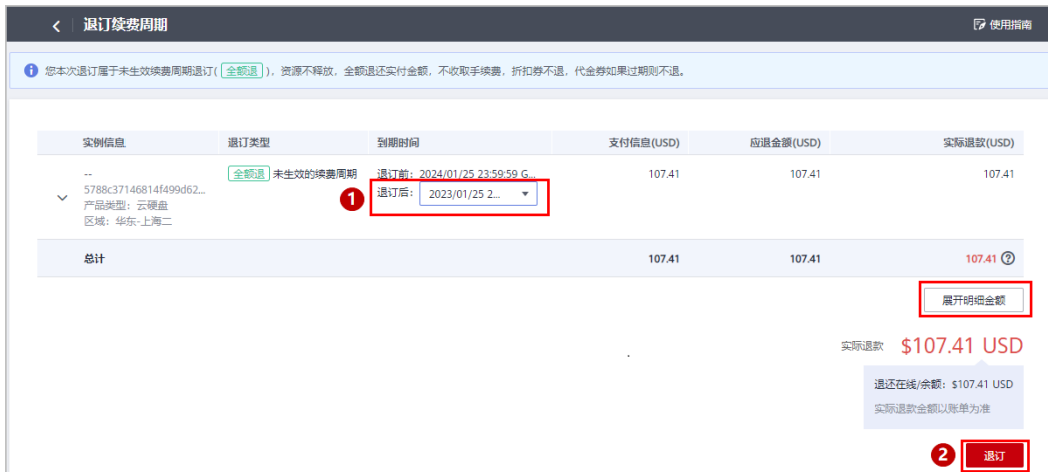 退订续费周期
使用指南
您本次退订属于未生效续费周期退订( 全额退 )，资源不释放，全额退还实付金额，不收取手续费，折扣券不退，代金券如果过期则不退。
实例信息 退订类型 到期时间 支付信息(USD) 应退金额(USD) 实际退款(USD)
-- 全额退 未生效的续费周期 退订前: 2024/01/25 23:59:59 G... 107.41 107.41 107.41
5788c37146814f499d62...
1 退订后: 2023/01/25 2...
产品类型: 云硬盘
区域: 华东-上海二
总计 107.41 107.41 107.41
展开明细金额
实际退款 $107.41 USD
退还在线/余额: $107.41 USD
实际退款金额以账单为准
2 退订